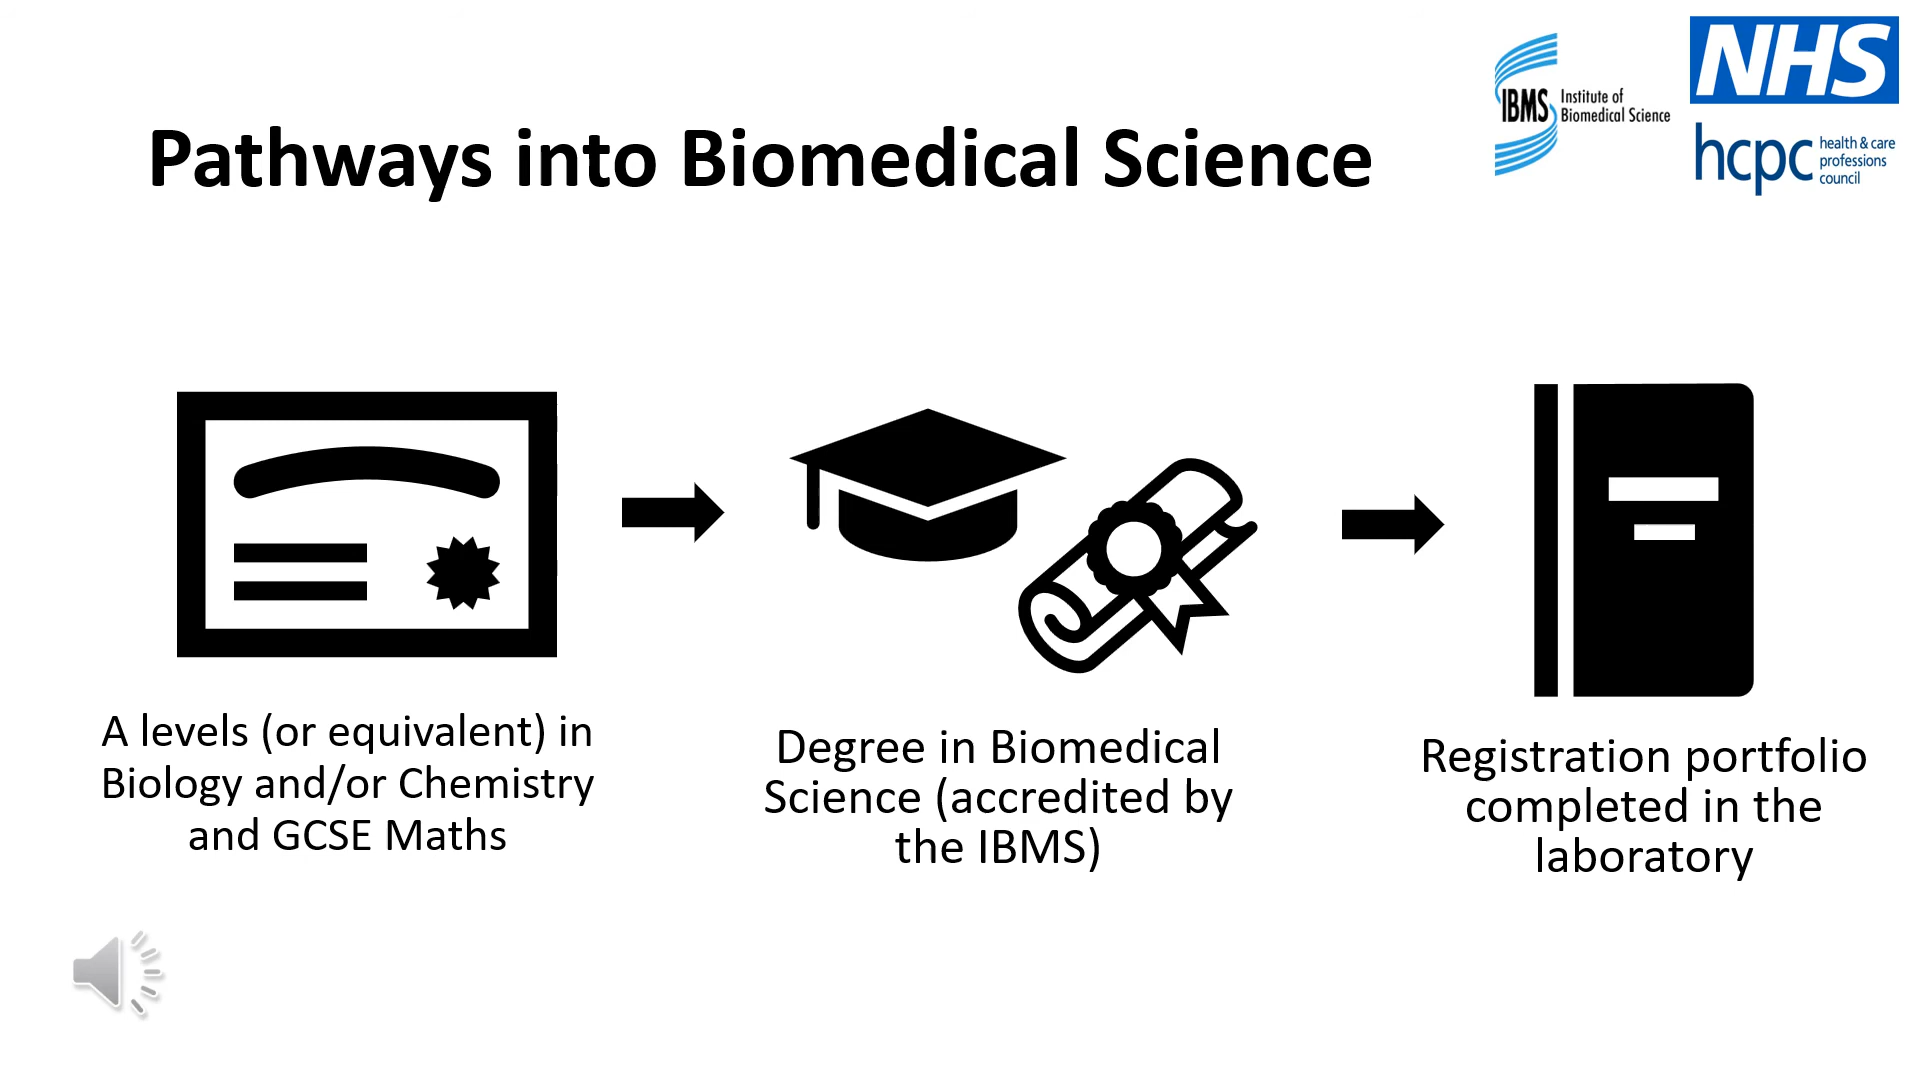 Pathways into Biomedical Science
IBMS
Institute of
Biomedical Science
NHS
hcpc
health & care
professions
council
A levels (or equivalent) in
Biology and/or Chemistry
and GCSE Maths
Degree in Biomedical
Science (accredited by
the IBMS)
Registration portfolio
completed in the
laboratory